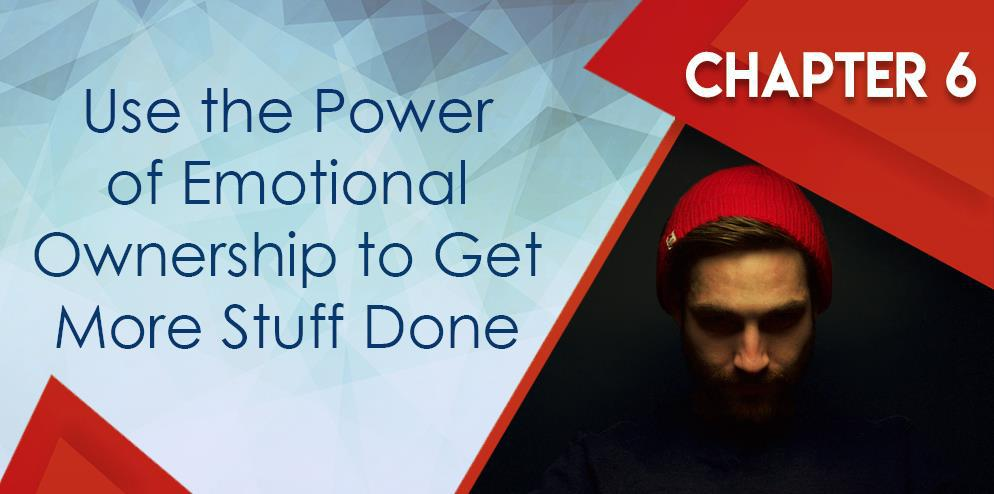 CHAPTER 6
Use the Power
of Emotional
Ownership to Get
More Stuff Done